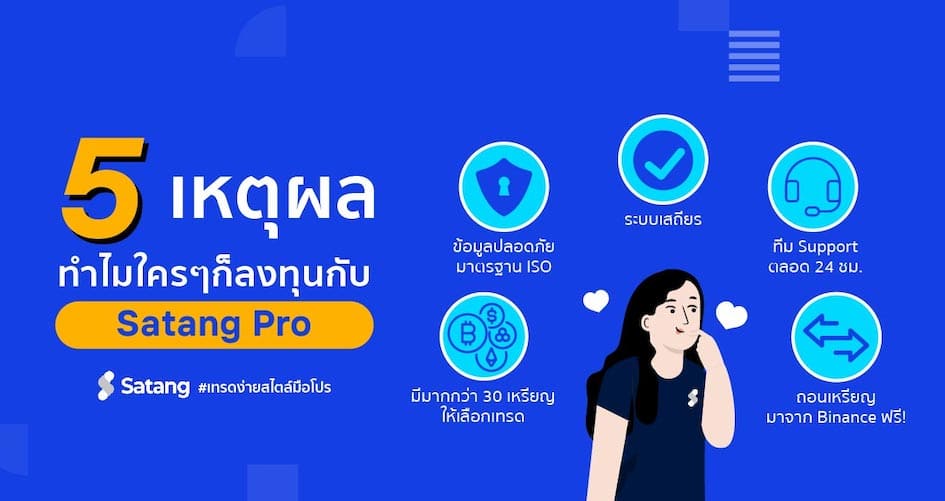 5 เหตุผล
ทำไมใครๆก็ลงทุนกับ
Satang Pro
Satang #เทรดง่ายสไตล์มือโปร
ข้อมูลปลอดภัย
มาตรฐาน ISO
ระบบเสถียร
ทีม Support
ตลอด 24 ชม.
มีมากกว่า 30 เหรียญ
ให้เลือกเทรด
ถอนเหรียญ
มาจาก Binance ฟรี!